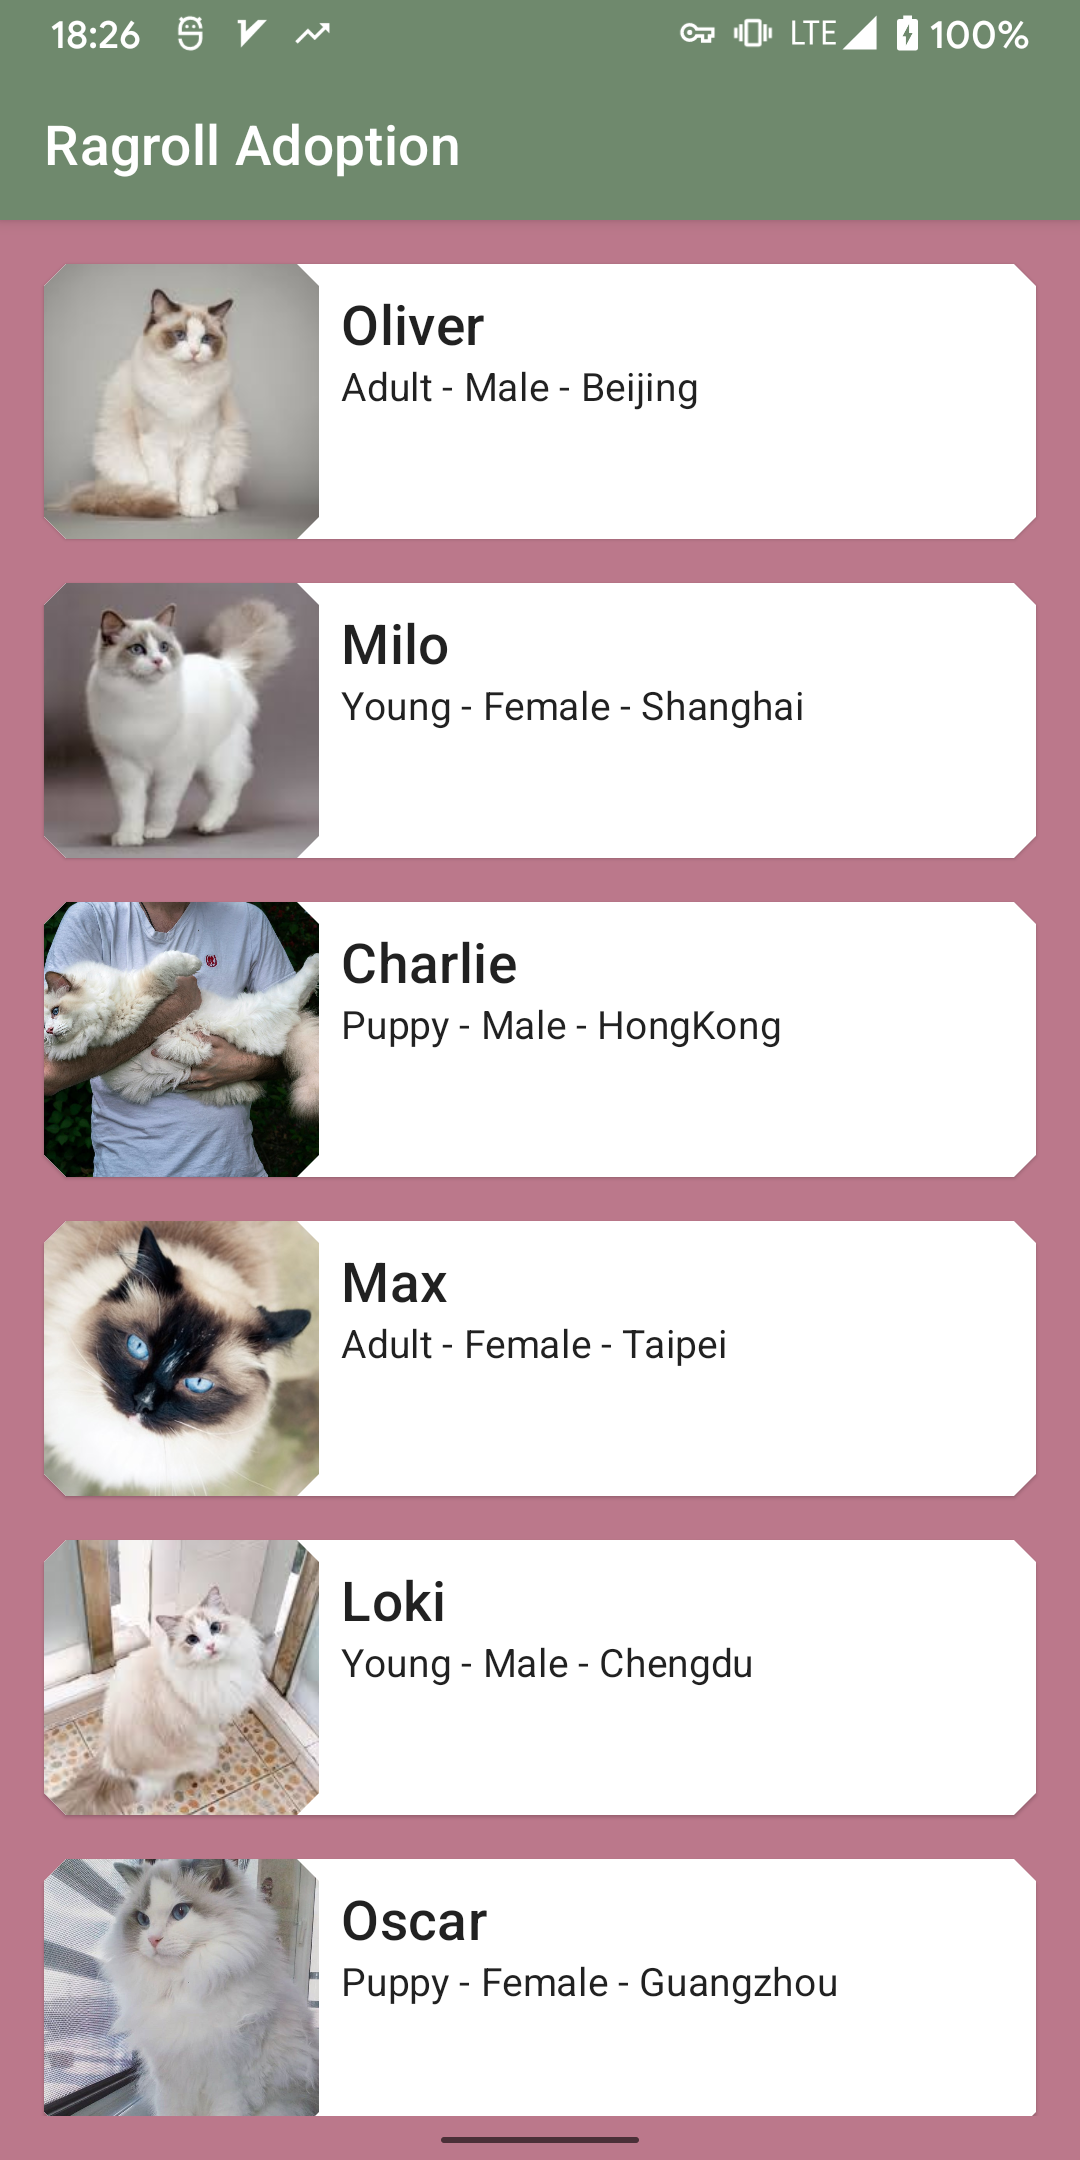 18:26 LTE 100%
Ragroll Adoption
Oliver
Adult - Male - Beijing
Milo
Young - Female - Shanghai
Charlie
Puppy - Male - HongKong
Max
Adult - Female - Taipei
Loki
Young - Male - Chengdu
Oscar
Puppy - Female - Guangzhou